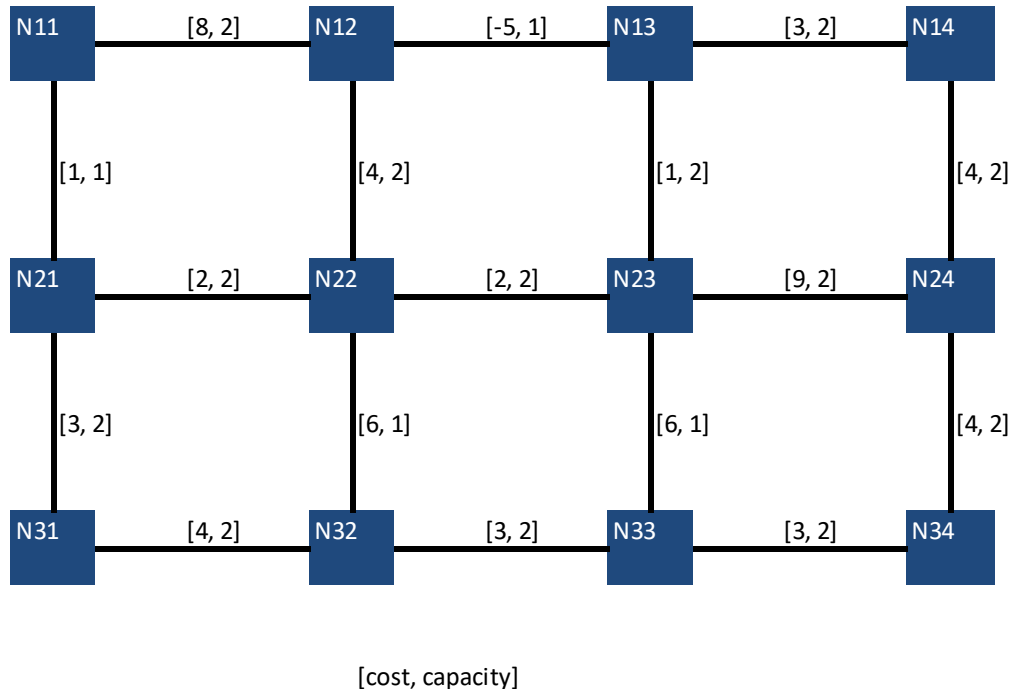 N11 [8, 2] N12 [-5, 1] N13 [3, 2] N14
[1, 1] [4, 2] [1, 2] [4, 2]
N21 [2, 2] N22 [2, 2] N23 [9, 2] N24
[3, 2] [6, 1] [6, 1] [4, 2]
N31 [4, 2] N32 [3, 2] N33 [3, 2] N34
[cost, capacity]